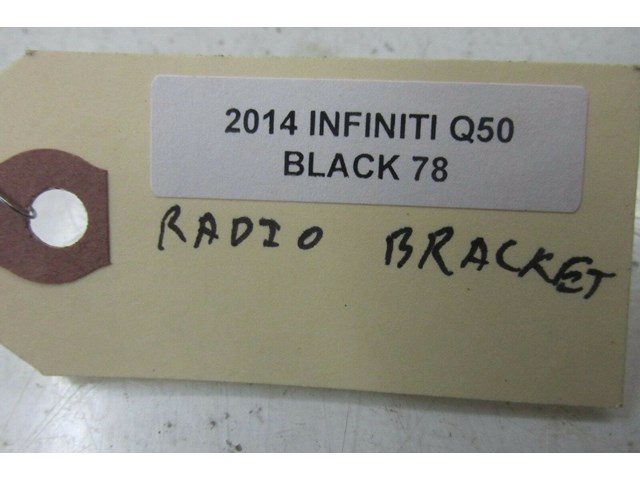 2014 INFINITI Q50
BLACK 78
RADIO BRACKET